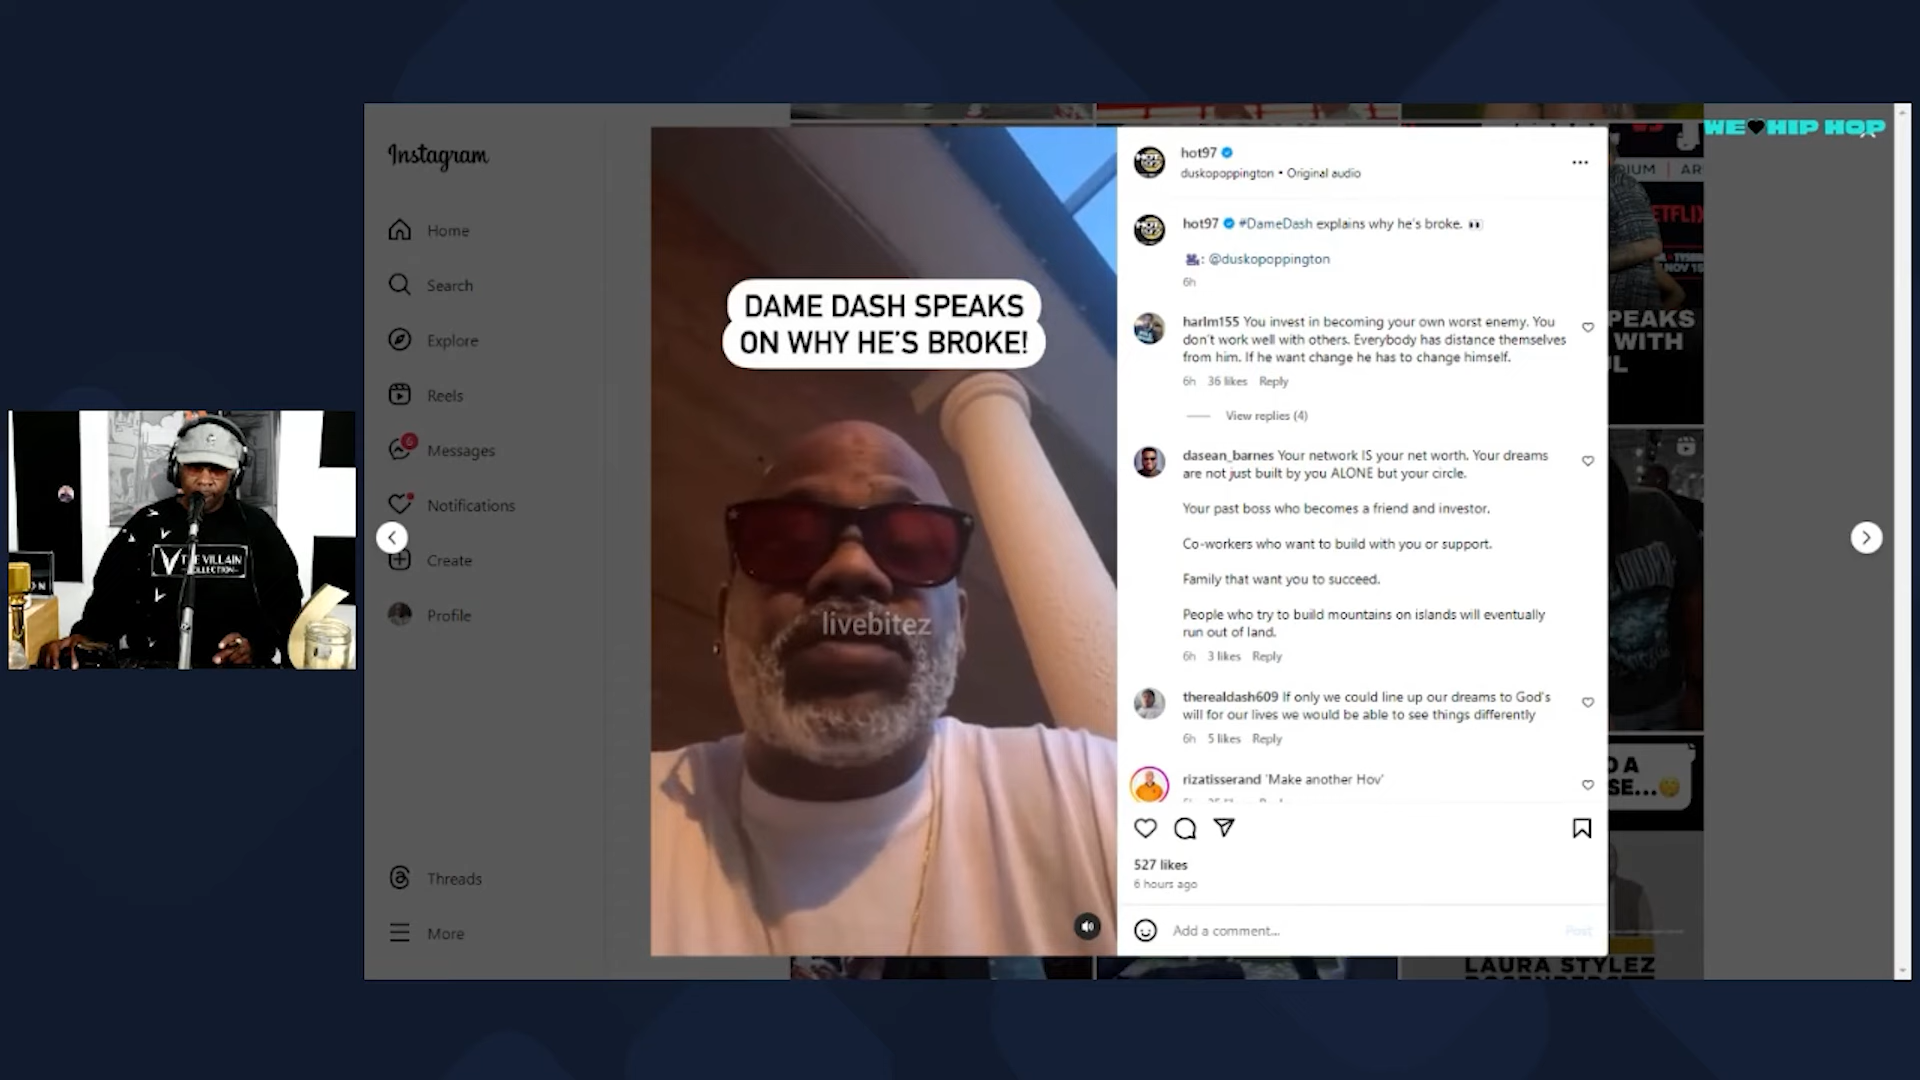 WE HIP HOP
Instagram
Home
Search
Explore
Reels
6
Messages
Notifications
Create
Profile
Threads
More
DAME DASH SPEAKS
ON WHY HE'S BROKE!
livebitez
THE VILLAIN
COLLECTION
hot97
duskopoppington • Original audio
hot97 #DameDash explains why he's broke. 👀
🎥: @duskopoppington
6h
harlm155 You invest in becoming your own worst enemy. You
don't work well with others. Everybody has distance themselves
from him. If he want change he has to change himself.
6h 36 likes Reply
View replies (4)
dasean_barnes Your network IS your net worth. Your dreams
are not just built by you ALONE but your circle.
Your past boss who becomes a friend and investor.
Co-workers who want to build with you or support.
Family that want you to succeed.
People who try to build mountains on islands will eventually
run out of land.
6h 3 likes Reply
therealdash609 If only we could line up our dreams to God's
will for our lives we would be able to see things differently
6h 5 likes Reply
rizatisserand 'Make another Hov'
527 likes
6 hours ago
Add a comment...
Post
IUM | AR
ETFLIX
NOV 15
PEAKS
WITH
L
D A
SE...🤔
LAURA STYLEZ